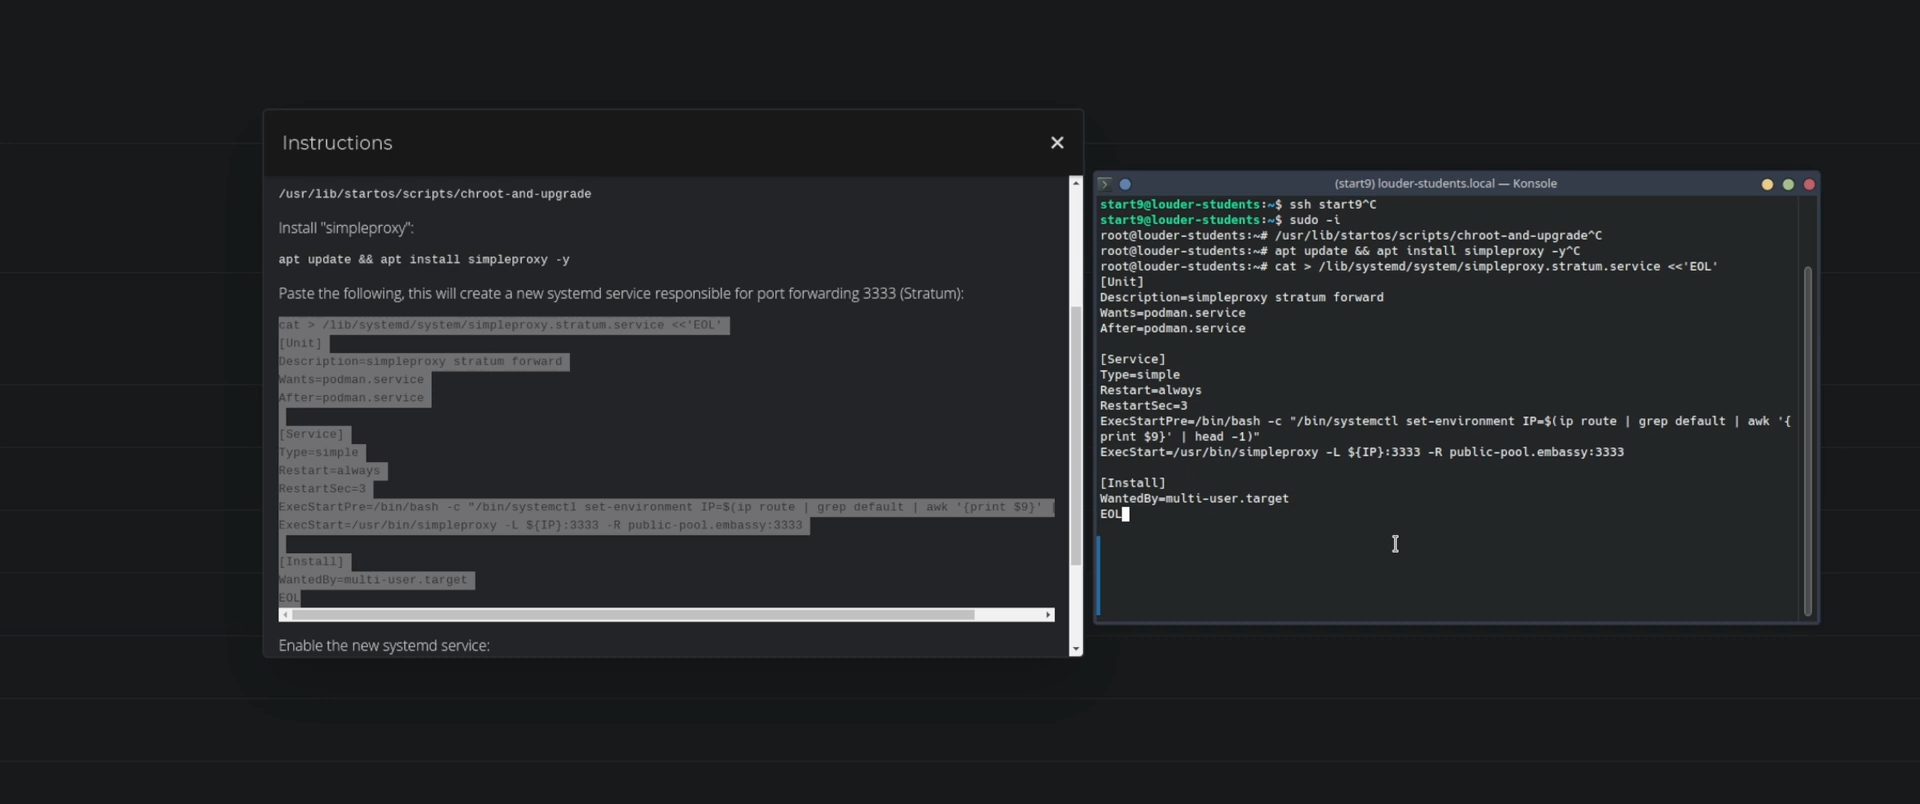 Instructions
/usr/lib/startos/scripts/chroot-and-upgrade
Install "simpleproxy":
apt update && apt install simpleproxy -y
Paste the following, this will create a new systemd service responsible for port forwarding 3333 (Stratum):
cat > /lib/systemd/system/simpleproxy.stratum.service <<'EOL'
[Unit]
Description=simpleproxy stratum forward
Wants=podman.service
After=podman.service
[Service]
Type=simple
Restart=always
RestartSec=3
ExecStartPre=/bin/bash -c "/bin/systemctl set-environment IP=$(ip route | grep default | awk '{print $9}' |
ExecStart=/usr/bin/simpleproxy -L ${IP}:3333 -R public-pool.embassy:3333
[Install]
WantedBy=multi-user.target
EOL
Enable the new systemd service:
(start9) louder-students.local — Konsole
start9@louder-students:~$ ssh start9^C
start9@louder-students:~$ sudo -i
root@louder-students:~# /usr/lib/startos/scripts/chroot-and-upgrade^C
root@louder-students:~# apt update && apt install simpleproxy -y^C
root@louder-students:~# cat > /lib/systemd/system/simpleproxy.stratum.service <<'EOL'
[Unit]
Description=simpleproxy stratum forward
Wants=podman.service
After=podman.service
[Service]
Type=simple
Restart=always
RestartSec=3
ExecStartPre=/bin/bash -c "/bin/systemctl set-environment IP=$(ip route | grep default | awk '{
print $9}' | head -1)"
ExecStart=/usr/bin/simpleproxy -L ${IP}:3333 -R public-pool.embassy:3333
[Install]
WantedBy=multi-user.target
EOL